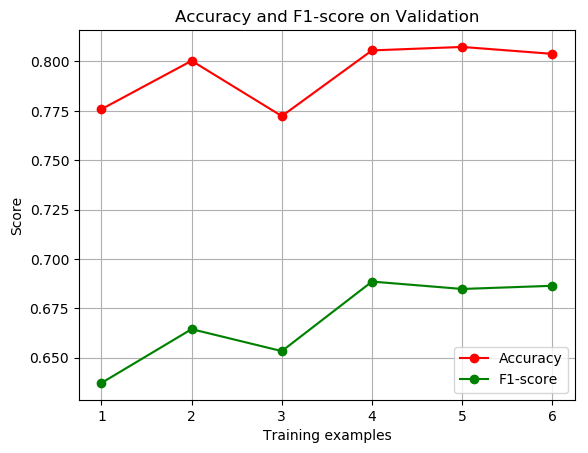 Accuracy and F1-score on Validation
0.800
0.775
0.750
0.725
0.700
0.675
0.650
Score
Accuracy
F1-score
1 2 3 4 5 6
Training examples